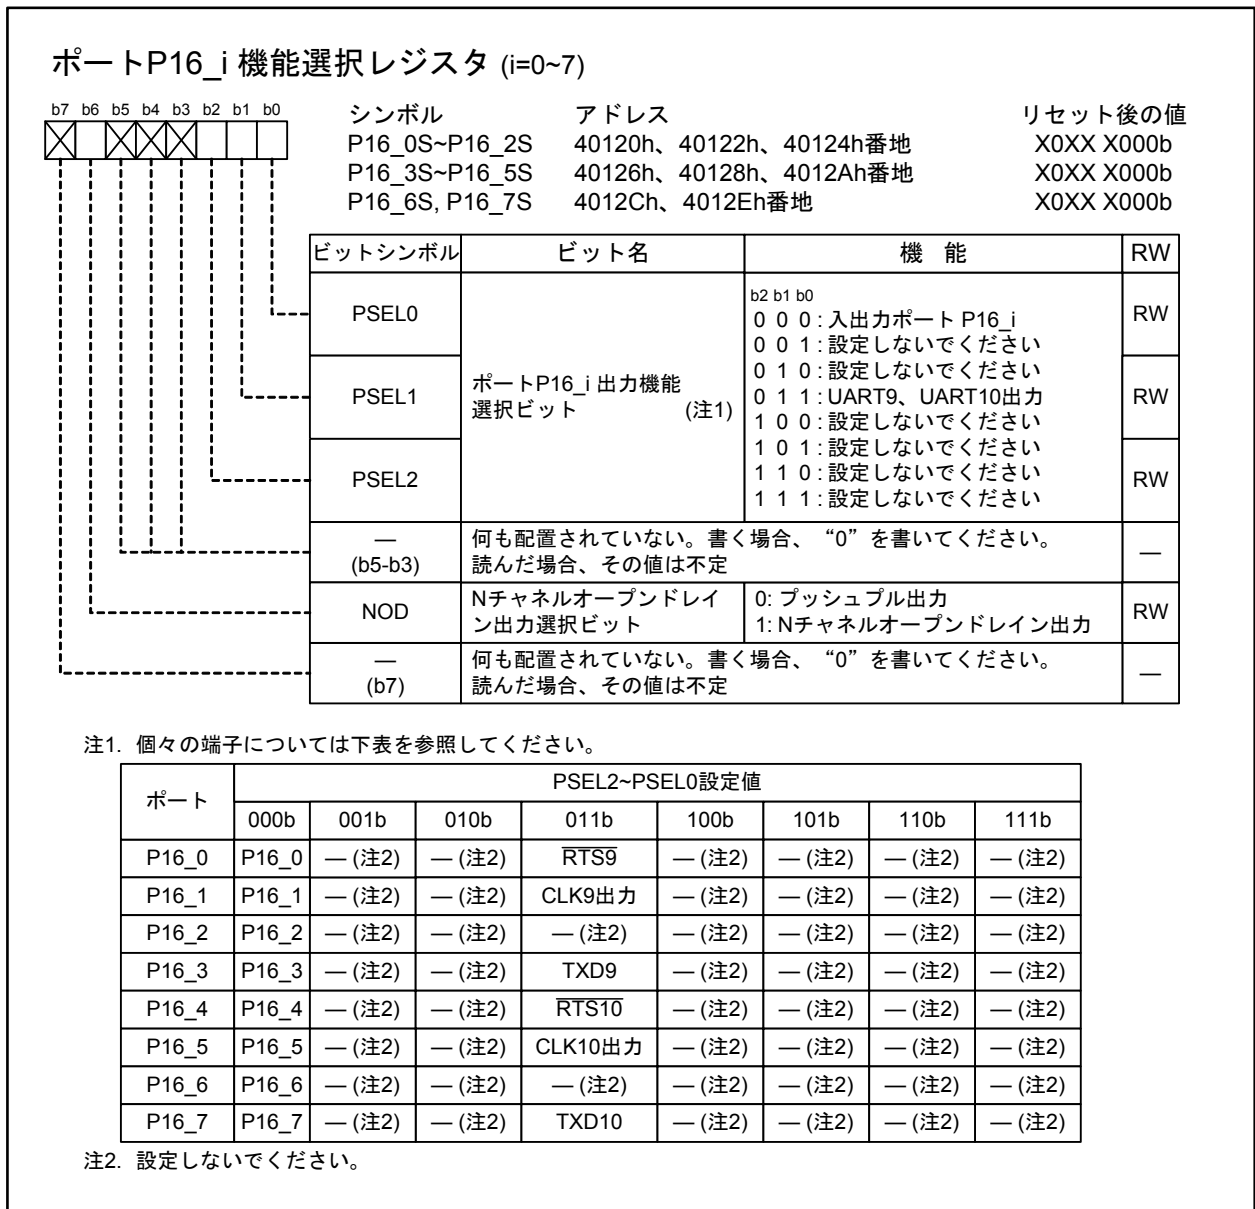 ポートP16_i 機能選択レジスタ (i=0~7)
b7 b6 b5 b4 b3 b2 b1 b0
シンボル アドレス リセット後の値
P16_0S~P16_2S 40120h、40122h、40124h番地 X0XX X000b
P16_3S~P16_5S 40126h、40128h、4012Ah番地 X0XX X000b
P16_6S, P16_7S 4012Ch、4012Eh番地 X0XX X000b
ビットシンボル ビット名 機 能 RW
PSEL0
PSEL1
PSEL2
ポートP16_i 出力機能
選択ビット (注1)
b2 b1 b0
0 0 0 : 入出力ポート P16_i
0 0 1 : 設定しないでください
0 1 0 : 設定しないでください
0 1 1 : UART9、UART10出力
1 0 0 : 設定しないでください
1 0 1 : 設定しないでください
1 1 0 : 設定しないでください
1 1 1 : 設定しないでください
RW
RW
RW
—
(b5-b3)
何も配置されていない。書く場合、“0”を書いてください。
読んだ場合、その値は不定
—
NOD
Nチャネルオープンドレイ
ン出力選択ビット
0: プッシュプル出力
1: Nチャネルオープンドレイン出力
RW
—
(b7)
何も配置されていない。書く場合、“0”を書いてください。
読んだ場合、その値は不定
—
注1. 個々の端子については下表を参照してください。
ポート PSEL2~PSEL0設定値
000b 001b 010b 011b 100b 101b 110b 111b
P16_0 P16_0 — (注2) — (注2) RTS9 — (注2) — (注2) — (注2) — (注2)
P16_1 P16_1 — (注2) — (注2) CLK9出力 — (注2) — (注2) — (注2) — (注2)
P16_2 P16_2 — (注2) — (注2) — (注2) — (注2) — (注2) — (注2) — (注2)
P16_3 P16_3 — (注2) — (注2) TXD9 — (注2) — (注2) — (注2) — (注2)
P16_4 P16_4 — (注2) — (注2) RTS10 — (注2) — (注2) — (注2) — (注2)
P16_5 P16_5 — (注2) — (注2) CLK10出力 — (注2) — (注2) — (注2) — (注2)
P16_6 P16_6 — (注2) — (注2) — (注2) — (注2) — (注2) — (注2) — (注2)
P16_7 P16_7 — (注2) — (注2) TXD10 — (注2) — (注2) — (注2) — (注2)
注2. 設定しないでください。